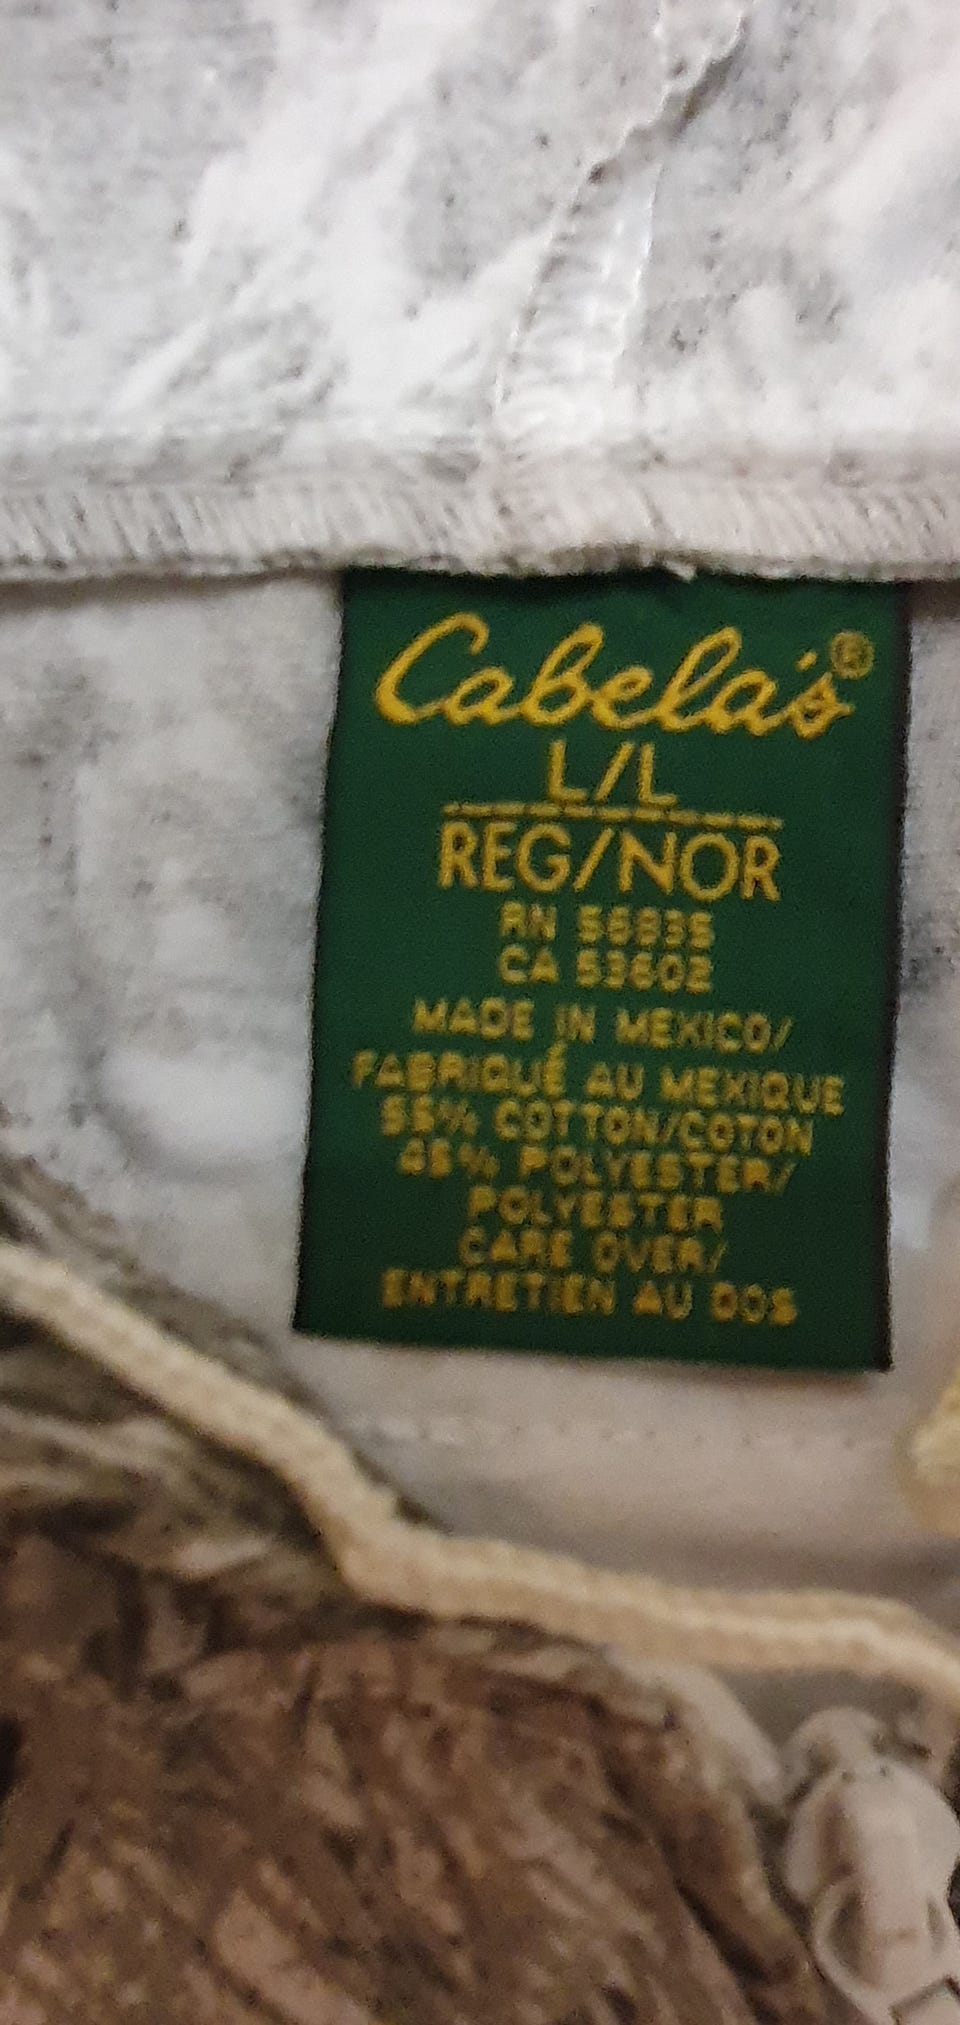 Cabela's®
L/L
REG/NOR
RN 56835
CA 53602
MADE IN MEXICO/
FABRIQUÉ AU MEXIQUE
55% COTTON/COTON
45% POLYESTER/
POLYESTER
CARE OVER/
ENTRETIEN AU DOS